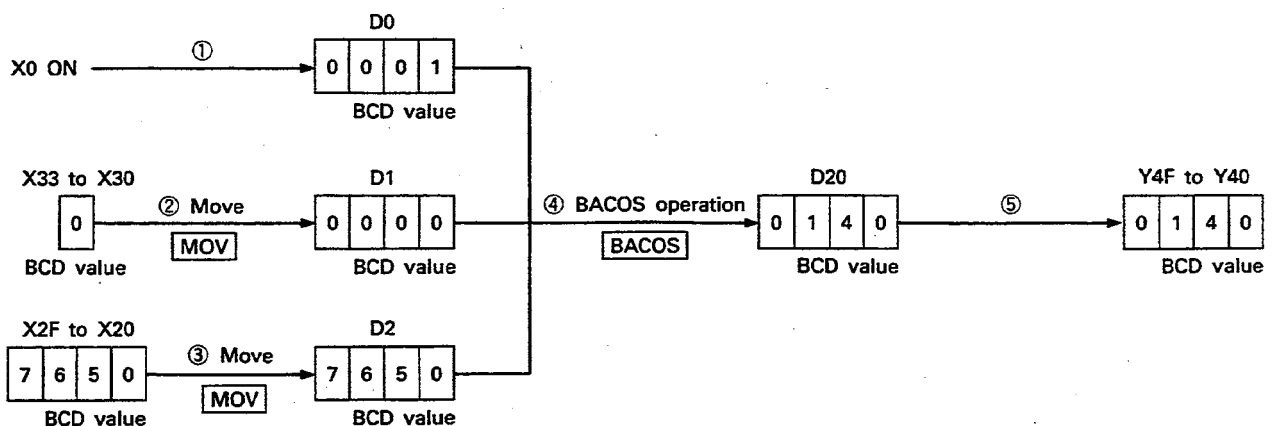 D0
X0 ON ① 0 0 0 1
BCD value
X33 to X30 D1 D20 Y4F to Y40
0 ② Move 0 0 0 0 ④ BACOS operation 0 1 4 0 ⑤ 0 1 4 0
BCD value MOV BCD value BACOS BCD value BCD value
X2F to X20 D2
7 6 5 0 ③ Move 7 6 5 0
BCD value MOV BCD value